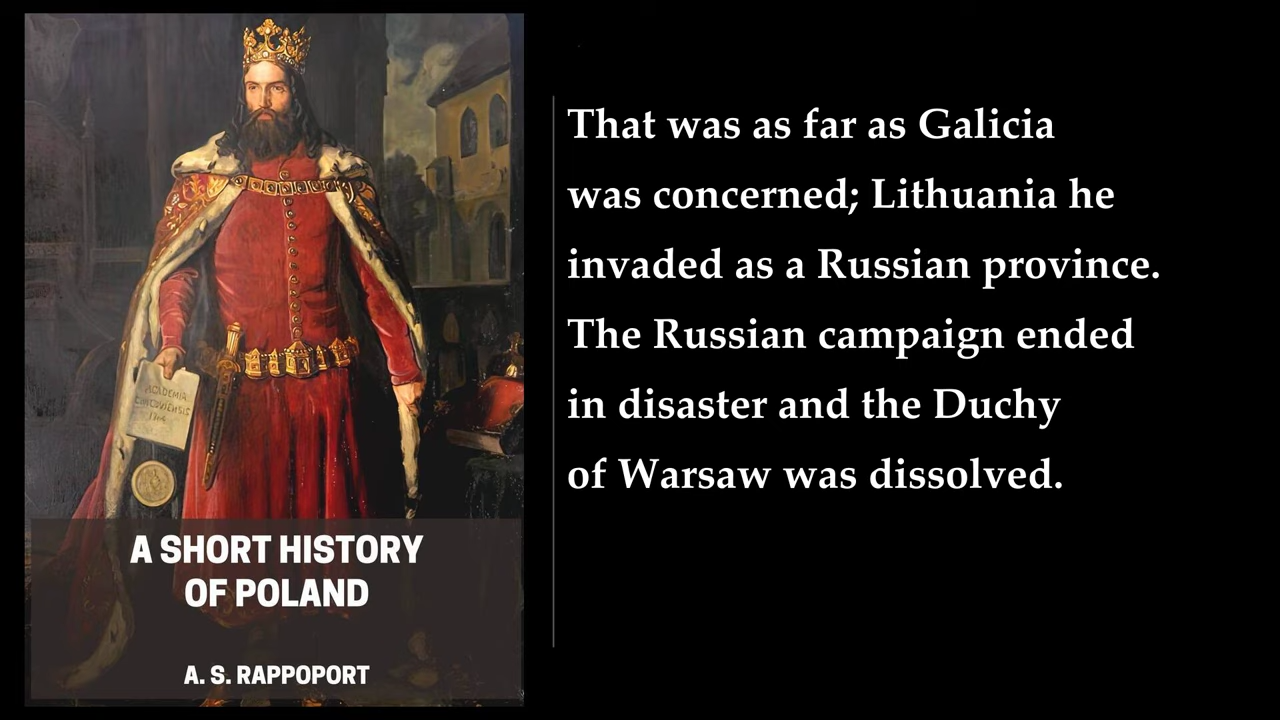 ACADEMIA
A SHORT HISTORY
OF POLAND
A. S. RAPPOPORT
That was as far as Galicia
was concerned; Lithuania he
invaded as a Russian province.
The Russian campaign ended
in disaster and the Duchy
of Warsaw was dissolved.